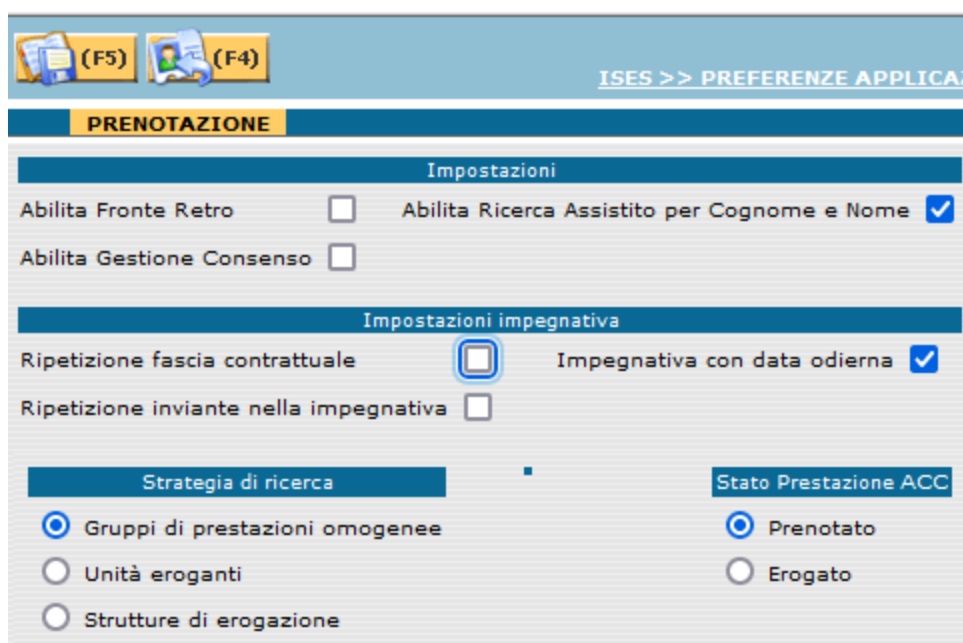 (F5) (F4)
ISES >> PREFERENZE APPLICA
PRENOTAZIONE
Impostazioni
Abilita Fronte Retro Abilita Ricerca Assistito per Cognome e Nome
Abilita Gestione Consenso
Impostazioni impegnativa
Ripetizione fascia contrattuale Impegnativa con data odierna
Ripetizione inviante nella impegnativa
Strategia di ricerca Stato Prestazione ACC
Gruppi di prestazioni omogenee Prenotato
Unità eroganti Erogato
Strutture di erogazione